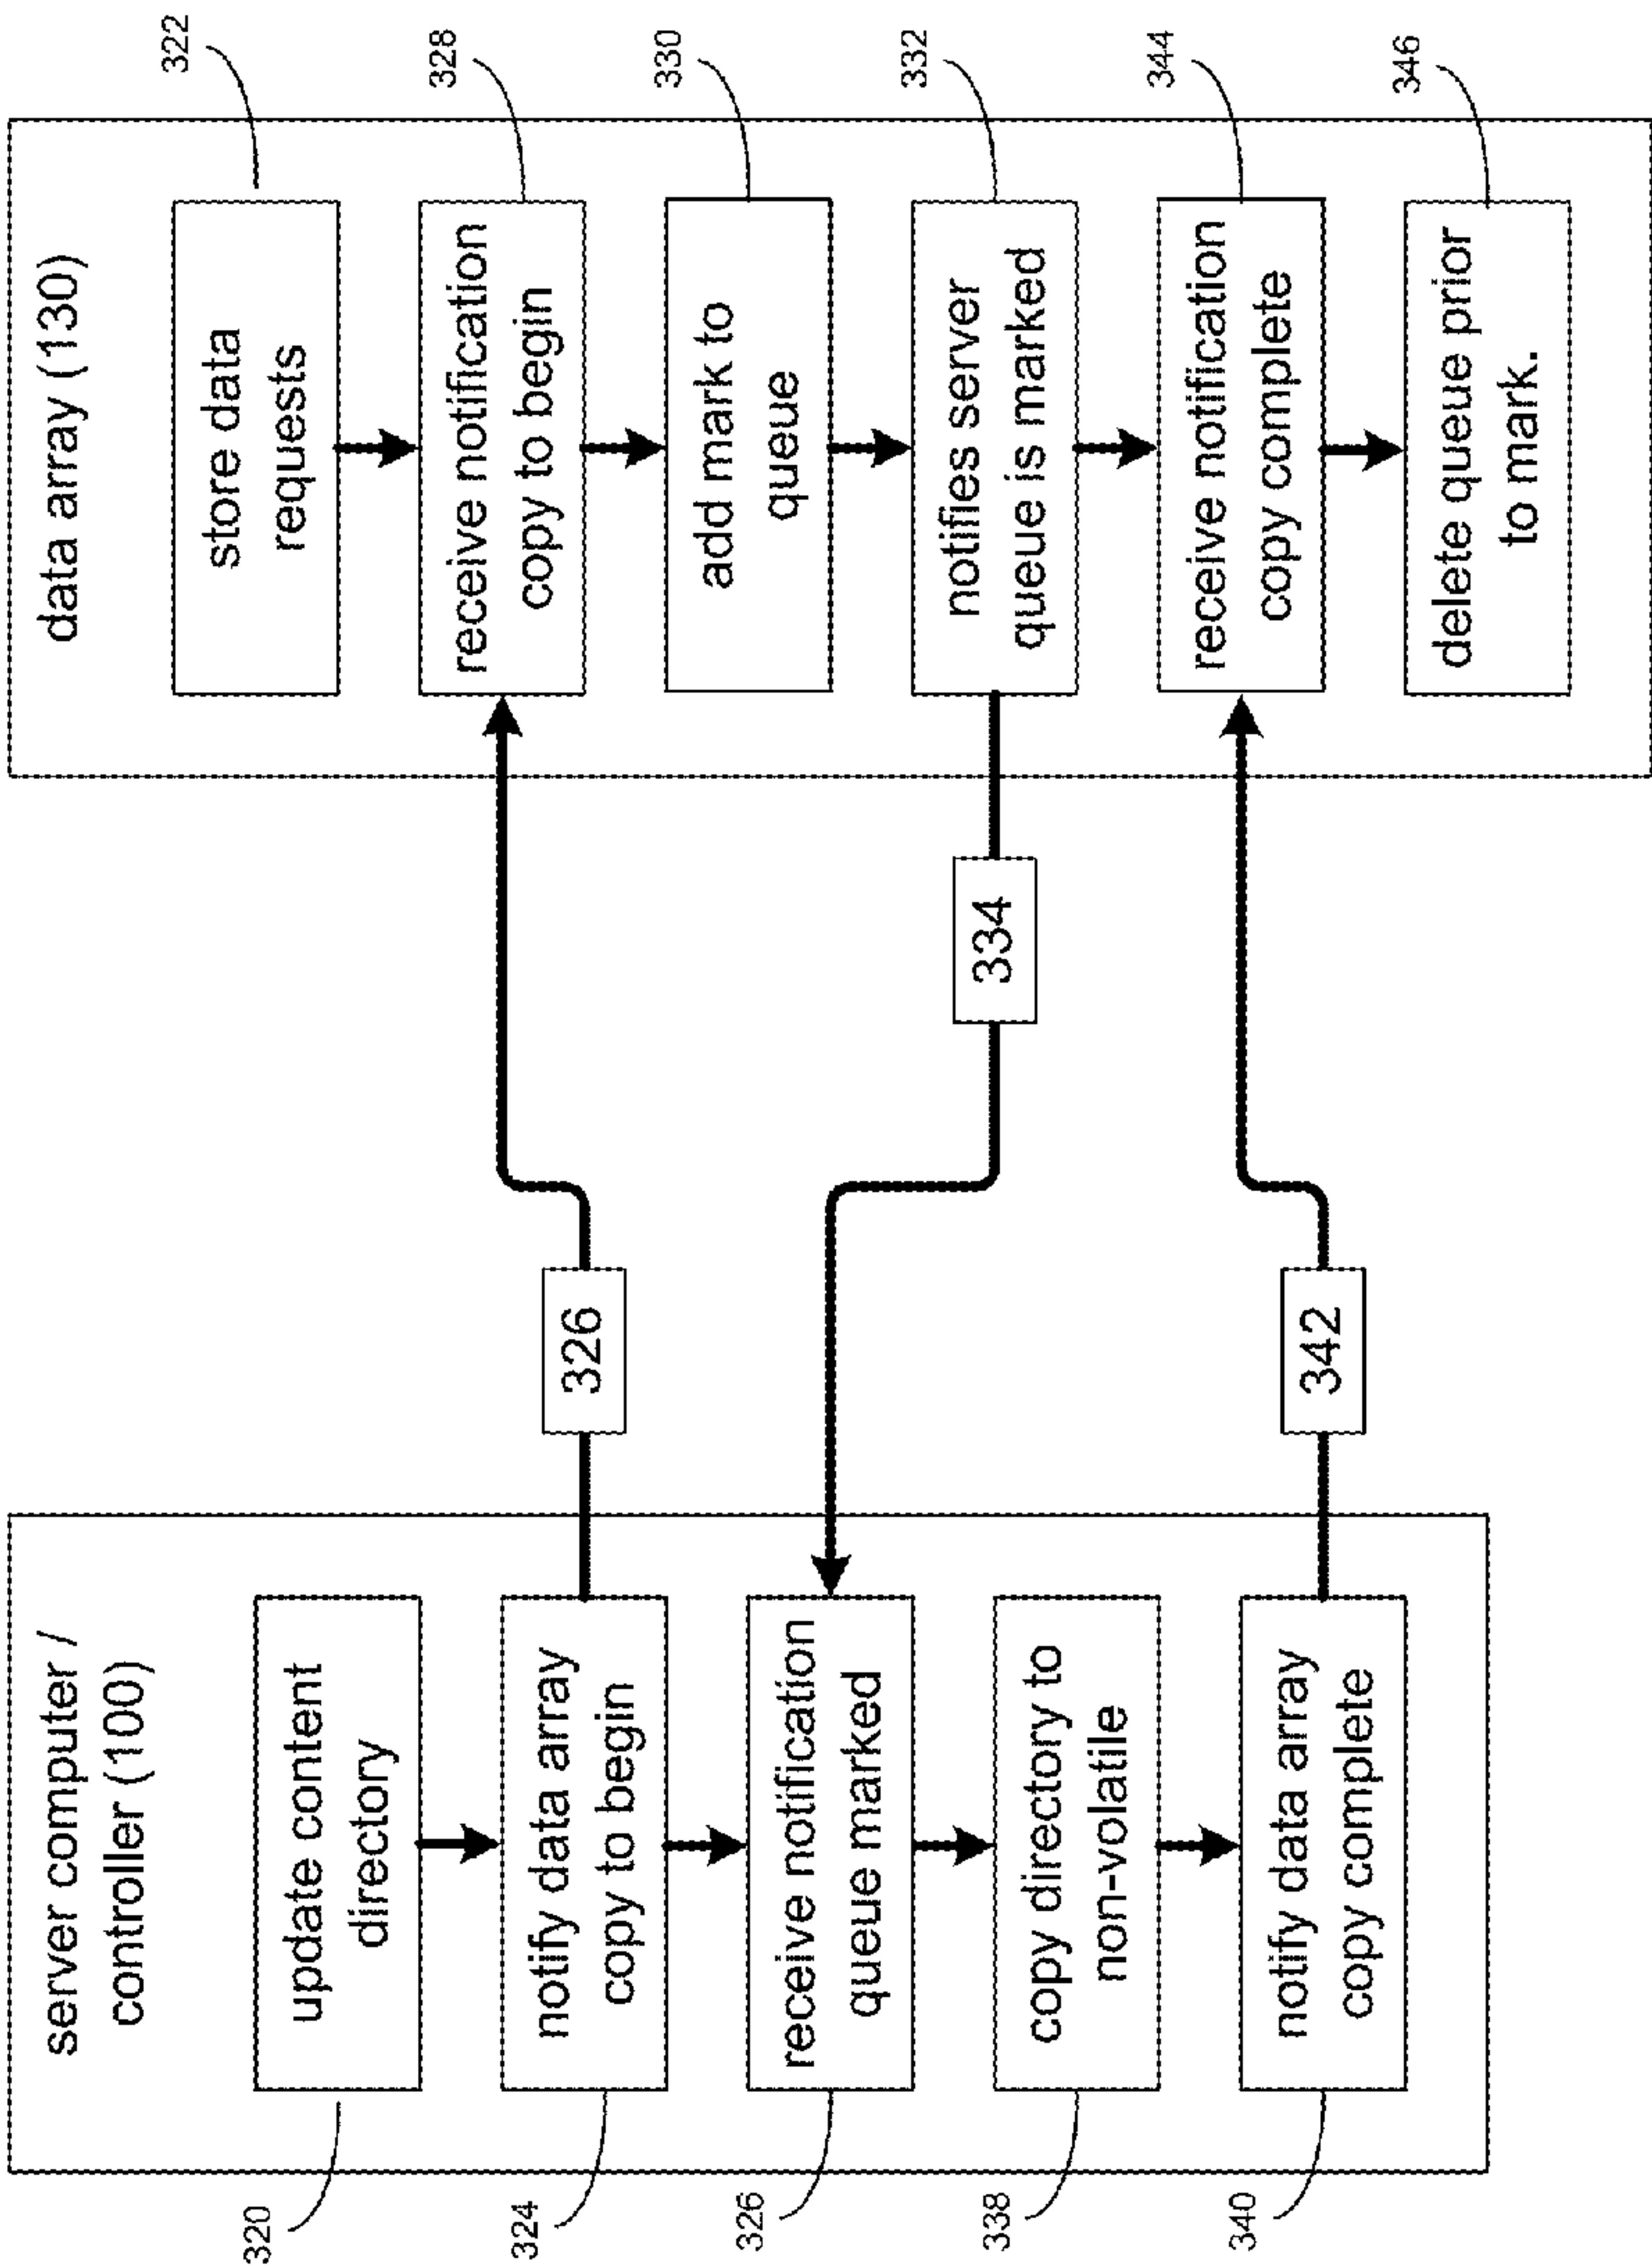 server computer /
controller (100)
320
update content
directory
324
notify data array
copy to begin
326
receive notification
queue marked
338
copy directory to
non-volatile
340
notify data array
copy complete
326
334
342
data array (130)
store data
requests
322
receive notification
copy to begin
328
add mark to
queue
330
notifies server
queue is marked
332
receive notification
copy complete
344
delete queue prior
to mark.
346